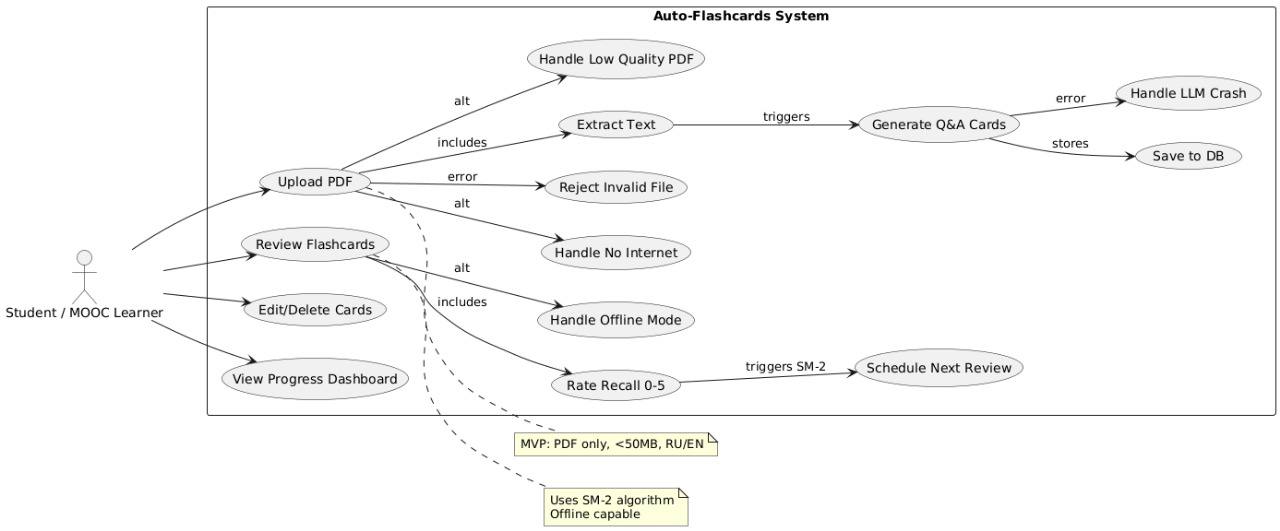 Auto-Flashcards System
Handle Low Quality PDF
Handle LLM Crash
alt
error
Extract Text
triggers
Generate Q&A Cards
includes
stores
Save to DB
Upload PDF
error
Reject Invalid File
alt
Handle No Internet
Review Flashcards
alt
includes
Student / MOOC Learner
Edit/Delete Cards
Handle Offline Mode
View Progress Dashboard
Rate Recall 0-5
triggers SM-2
Schedule Next Review
MVP: PDF only, <50MB, RU/EN
Uses SM-2 algorithm
Offline capable